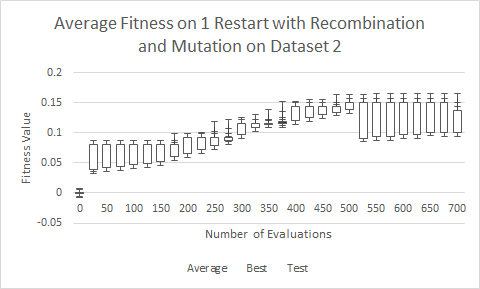 Average Fitness on 1 Restart with Recombination
and Mutation on Dataset 2
0.2
0.15
0.1
0.05
0
-0.05
Fitness Value
0 50 100 150 200 250 300 350 400 450 500 550 600 650 700
Number of Evaluations
Average Best Test